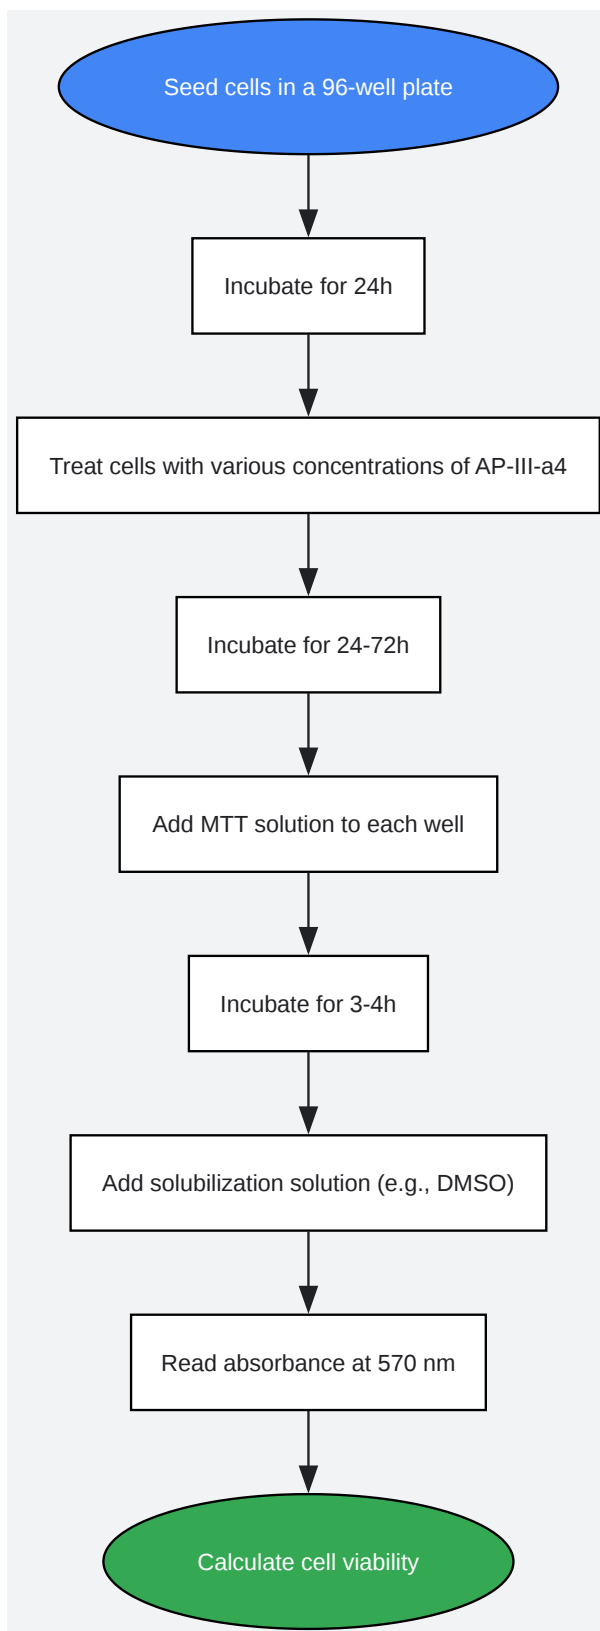 Seed cells in a 96-well plate
Incubate for 24h
Treat cells with various concentrations of AP-III-a4
Incubate for 24-72h
Add MTT solution to each well
Incubate for 3-4h
Add solubilization solution (e.g., DMSO)
Read absorbance at 570 nm
Calculate cell viability